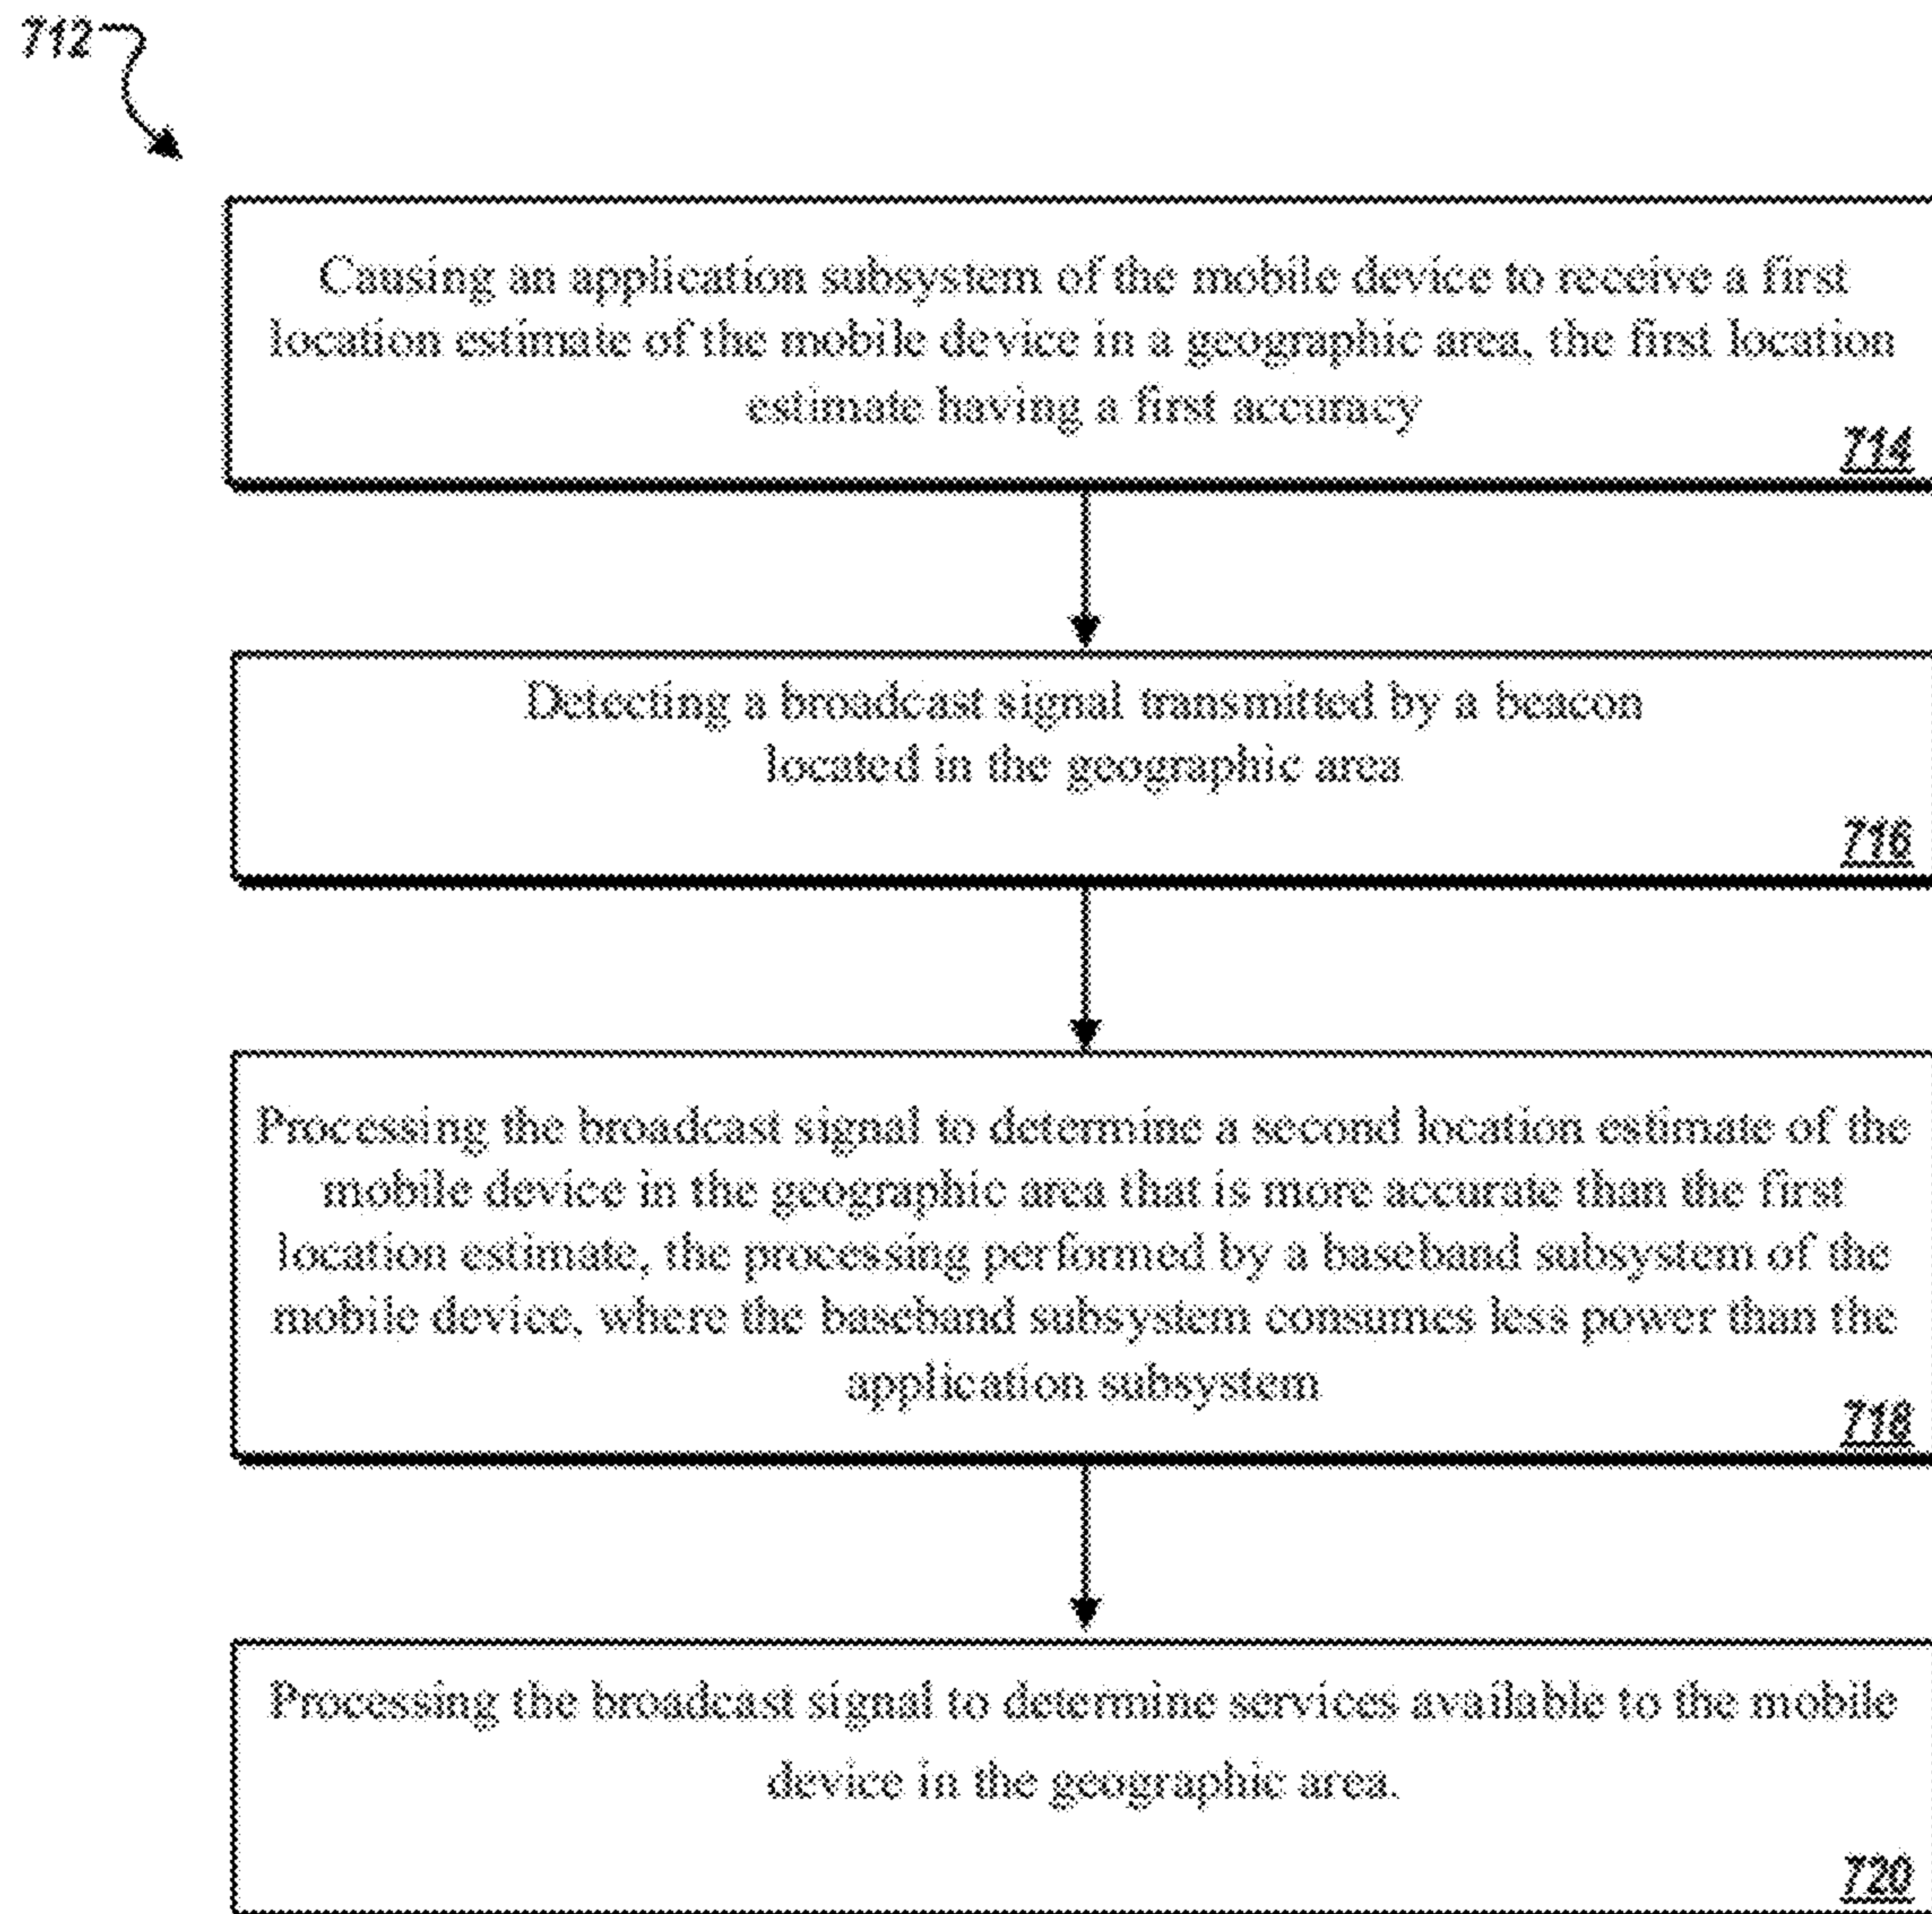 712
Causing an application subsystem of the mobile device to receive a first
location estimate of the mobile device in a geographic area, the first location
estimate having a first accuracy
714
Detecting a broadcast signal transmitted by a beacon
located in the geographic area
716
Processing the broadcast signal to determine a second location estimate of the
mobile device in the geographic area that is more accurate than the first
location estimate, the processing performed by a baseband subsystem of the
mobile device, where the baseband subsystem consumes less power than the
application subsystem
718
Processing the broadcast signal to determine services available to the mobile
device in the geographic area.
720